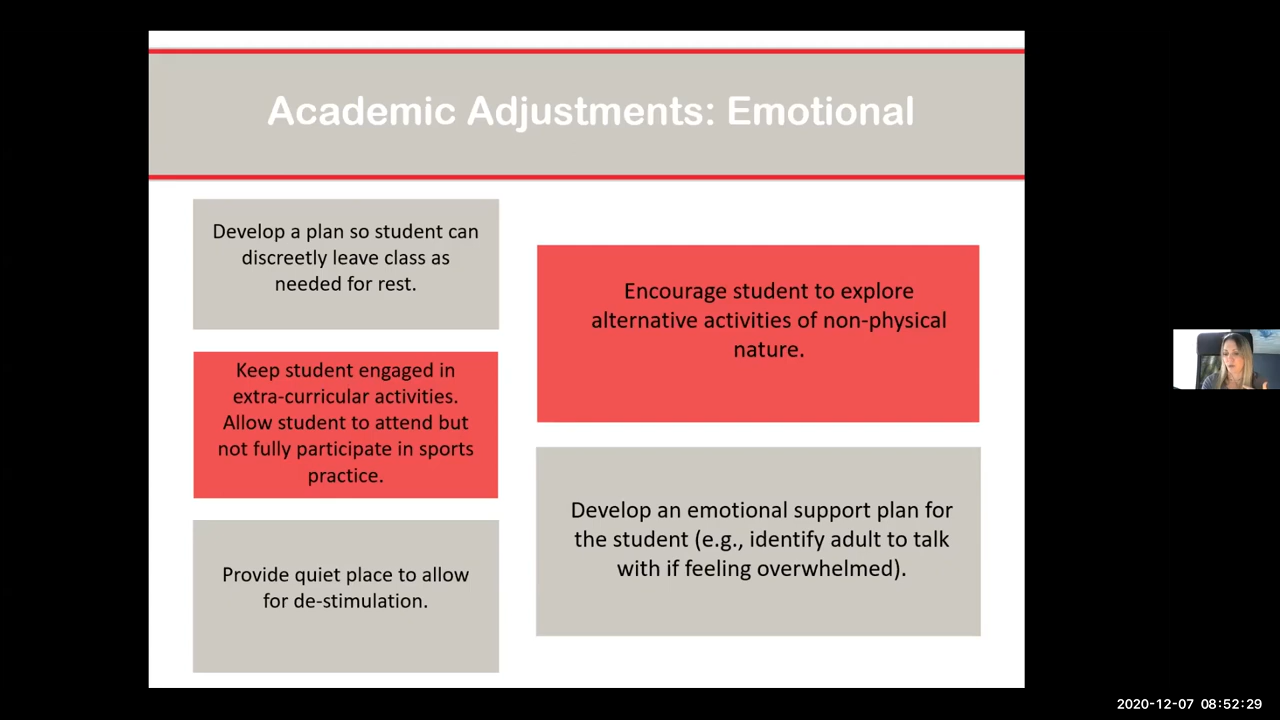 Academic Adjustments: Emotional
Develop a plan so student can
discreetly leave class as
needed for rest.
Keep student engaged in
extra-curricular activities.
Allow student to attend but
not fully participate in sports
practice.
Provide quiet place to allow
for de-stimulation.
Encourage student to explore
alternative activities of non-physical
nature.
Develop an emotional support plan for
the student (e.g., identify adult to talk
with if feeling overwhelmed).
2020-12-07 08:52:29